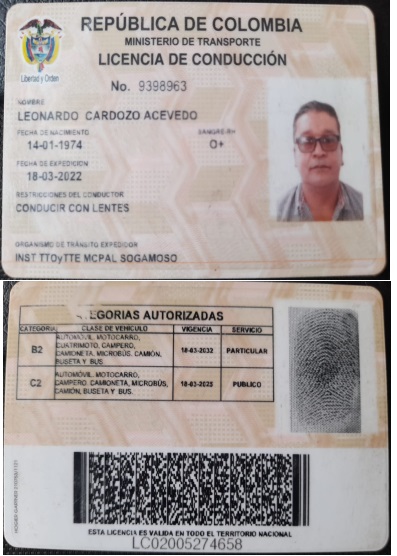 REPÚBLICA DE COLOMBIA
MINISTERIO DE TRANSPORTE
LICENCIA DE CONDUCCIÓN
Libertad y Orden
No. 9398963
NOMBRE
LEONARDO CARDOZO ACEVEDO
FECHA DE NACIMIENTO SANGRE-RH
14-01-1974 O+
FECHA DE EXPEDICION
18-03-2022
RESTRICCIONES DEL CONDUCTOR
CONDUCIR CON LENTES
ORGANISMO DE TRÁNSITO EXPEDIDOR
INST TTOyTTE MCPAL SOGAMOSO
TEGORIAS AUTORIZADAS
CATEGORIA CLASE DE VEHICULO VIGENCIA SERVICIO
B2 AUTOMÓVIL, MOTOCARRO, CUATRIMOTO, CAMPERO, CAMIONETA, MICROBÚS, CAMIÓN, BUSETA Y BUS. 18-03-2032 PARTICULAR
C2 AUTOMÓVIL, MOTOCARRO, CAMPERO, CAMIONETA, MICROBÚS, CAMIÓN, BUSETA Y BUS. 18-03-2025 PUBLICO
ESTA LICENCIA ES VALIDA EN TODO EL TERRITORIO NACIONAL
LC02005274658